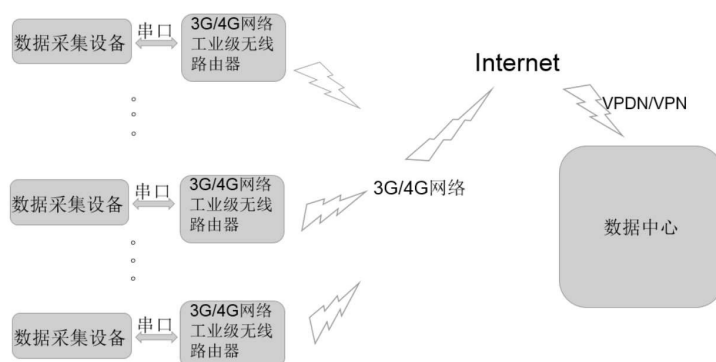 数据采集设备
串口
3G/4G网络
工业级无线
路由器
Internet
VPDN/VPN
数据采集设备
串口
3G/4G网络
工业级无线
路由器
3G/4G网络
数据中心
数据采集设备
串口
3G/4G网络
工业级无线
路由器